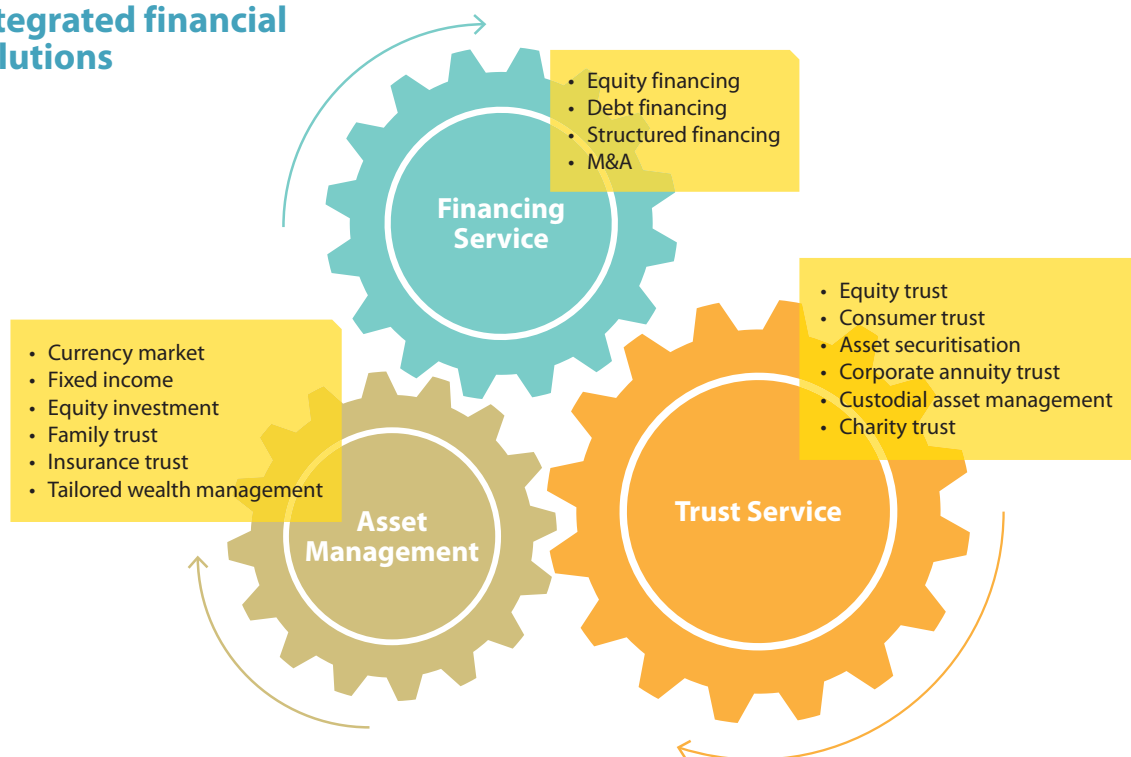 tegrated financial
lutions
• Equity financing
• Debt financing
• Structured financing
• M&A
Financing
Service
• Equity trust
• Consumer trust
• Asset securitisation
• Corporate annuity trust
• Custodial asset management
• Charity trust
• Currency market
• Fixed income
• Equity investment
• Family trust
• Insurance trust
• Tailored wealth management
Trust Service
Asset
Management